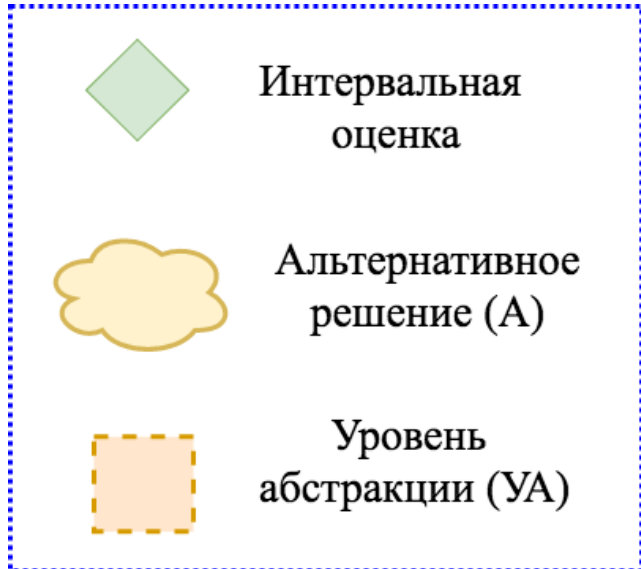 Интервальная
оценка
Альтернативное
решение (А)
Уровень
абстракции (УА)